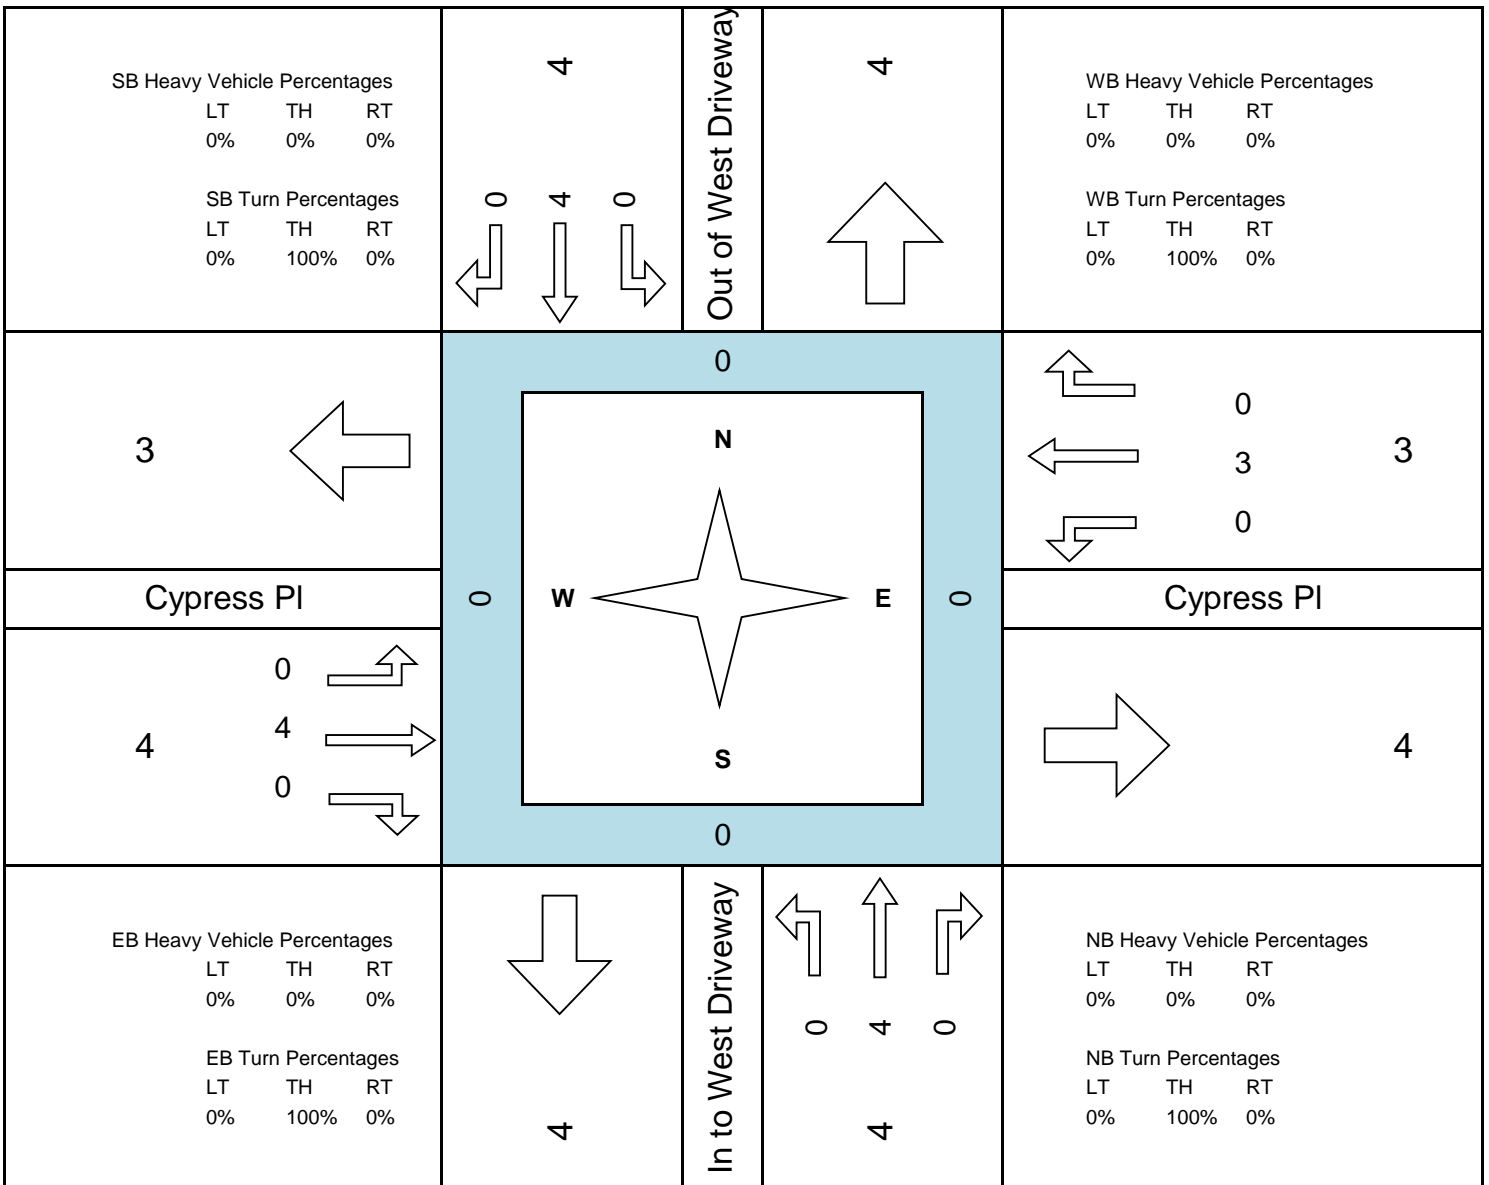 SB Heavy Vehicle Percentages
LT TH RT
0% 0% 0%
SB Turn Percentages
LT TH RT
0% 100% 0%
4
0 4 0
Out of West Driveway
4
WB Heavy Vehicle Percentages
LT TH RT
0% 0% 0%
WB Turn Percentages
LT TH RT
0% 100% 0%
3
0
N
W E
S
0
0
0
0
3
0
3
Cypress Pl
Cypress Pl
0
4
0
4
4
EB Heavy Vehicle Percentages
LT TH RT
0% 0% 0%
EB Turn Percentages
LT TH RT
0% 100% 0%
4
In to West Driveway
0 4 0
4
NB Heavy Vehicle Percentages
LT TH RT
0% 0% 0%
NB Turn Percentages
LT TH RT
0% 100% 0%